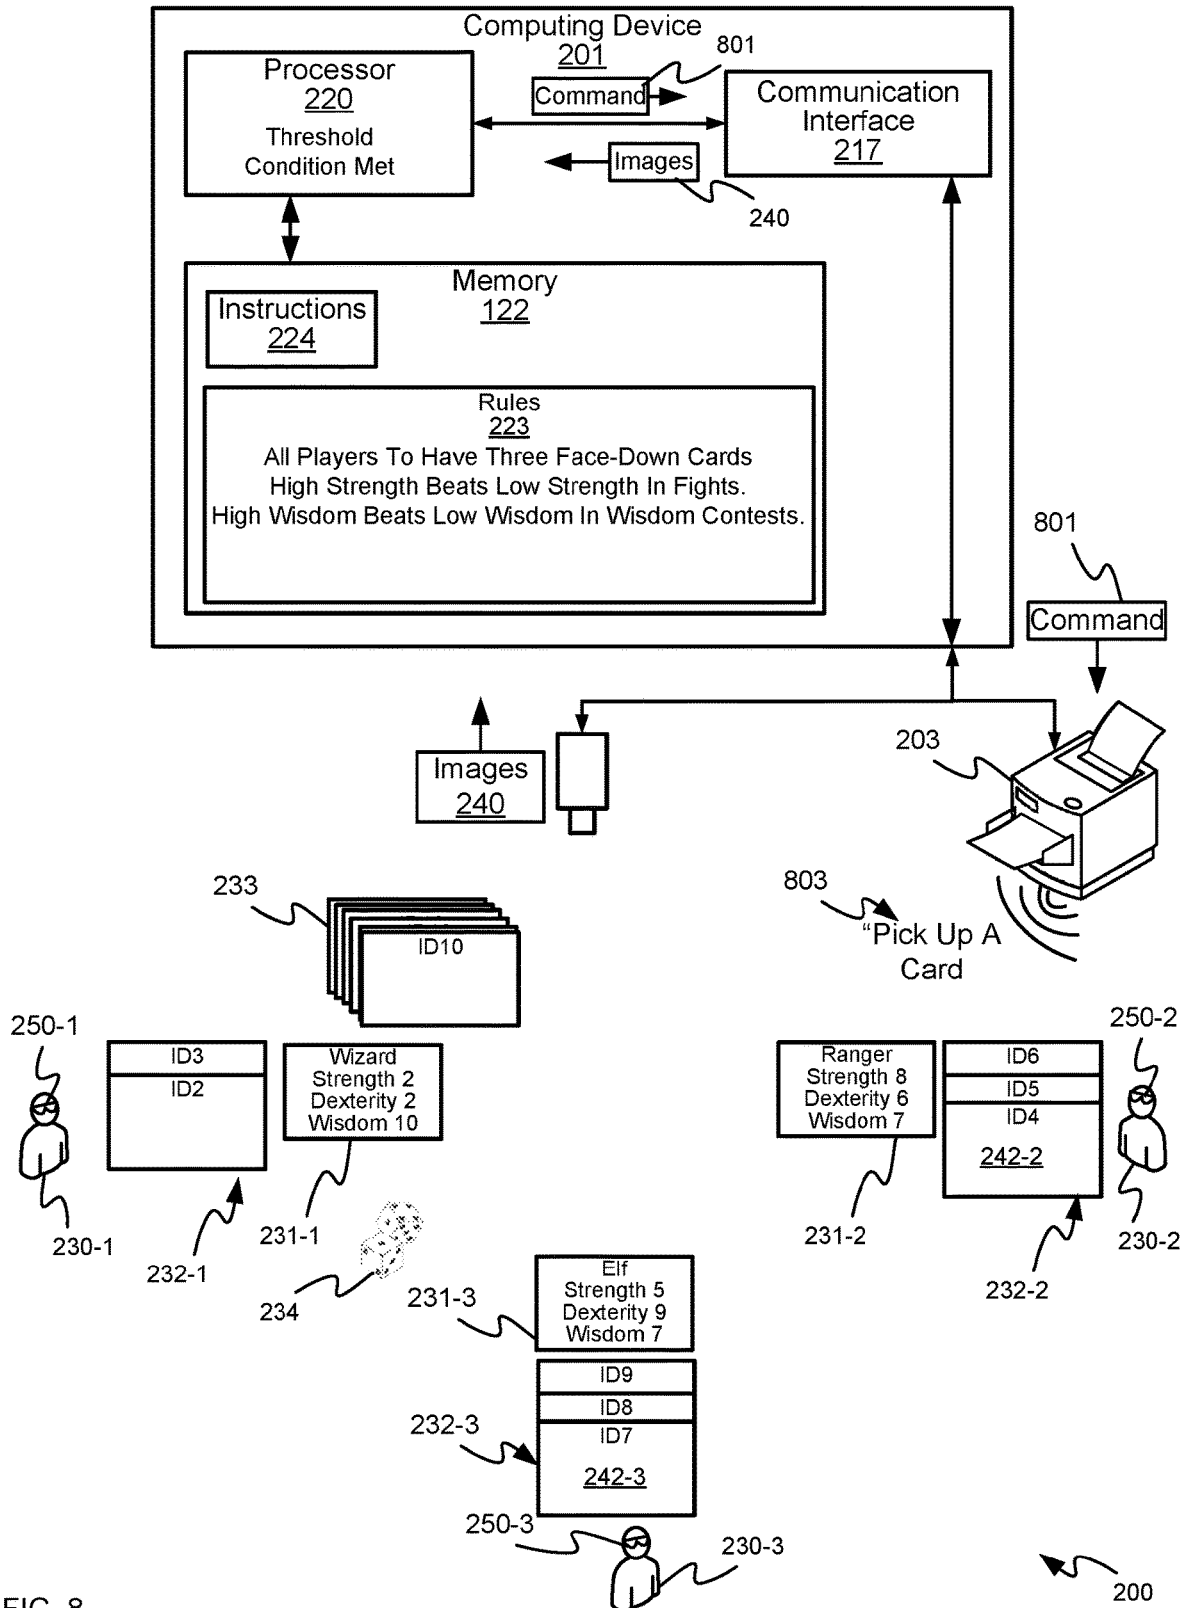 Computing Device
201
801
Processor
220
Threshold
Condition Met
Command
Communication
Interface
217
Images
240
Memory
122
Instructions
224
Rules
223
All Players To Have Three Face-Down Cards
High Strength Beats Low Strength In Fights.
High Wisdom Beats Low Wisdom In Wisdom Contests.
801
Command
203
Images
240
233
803
"Pick Up A
Card
ID10
250-1
ID3
ID2
Wizard
Strength 2
Dexterity 2
Wisdom 10
Ranger
Strength 8
Dexterity 6
Wisdom 7
ID6
ID5
ID4
242-2
250-2
230-1
232-1
231-1
234
231-2
232-2
230-2
231-3
Elf
Strength 5
Dexterity 9
Wisdom 7
ID9
ID8
ID7
242-3
232-3
250-3
230-3
200
FIG. 8